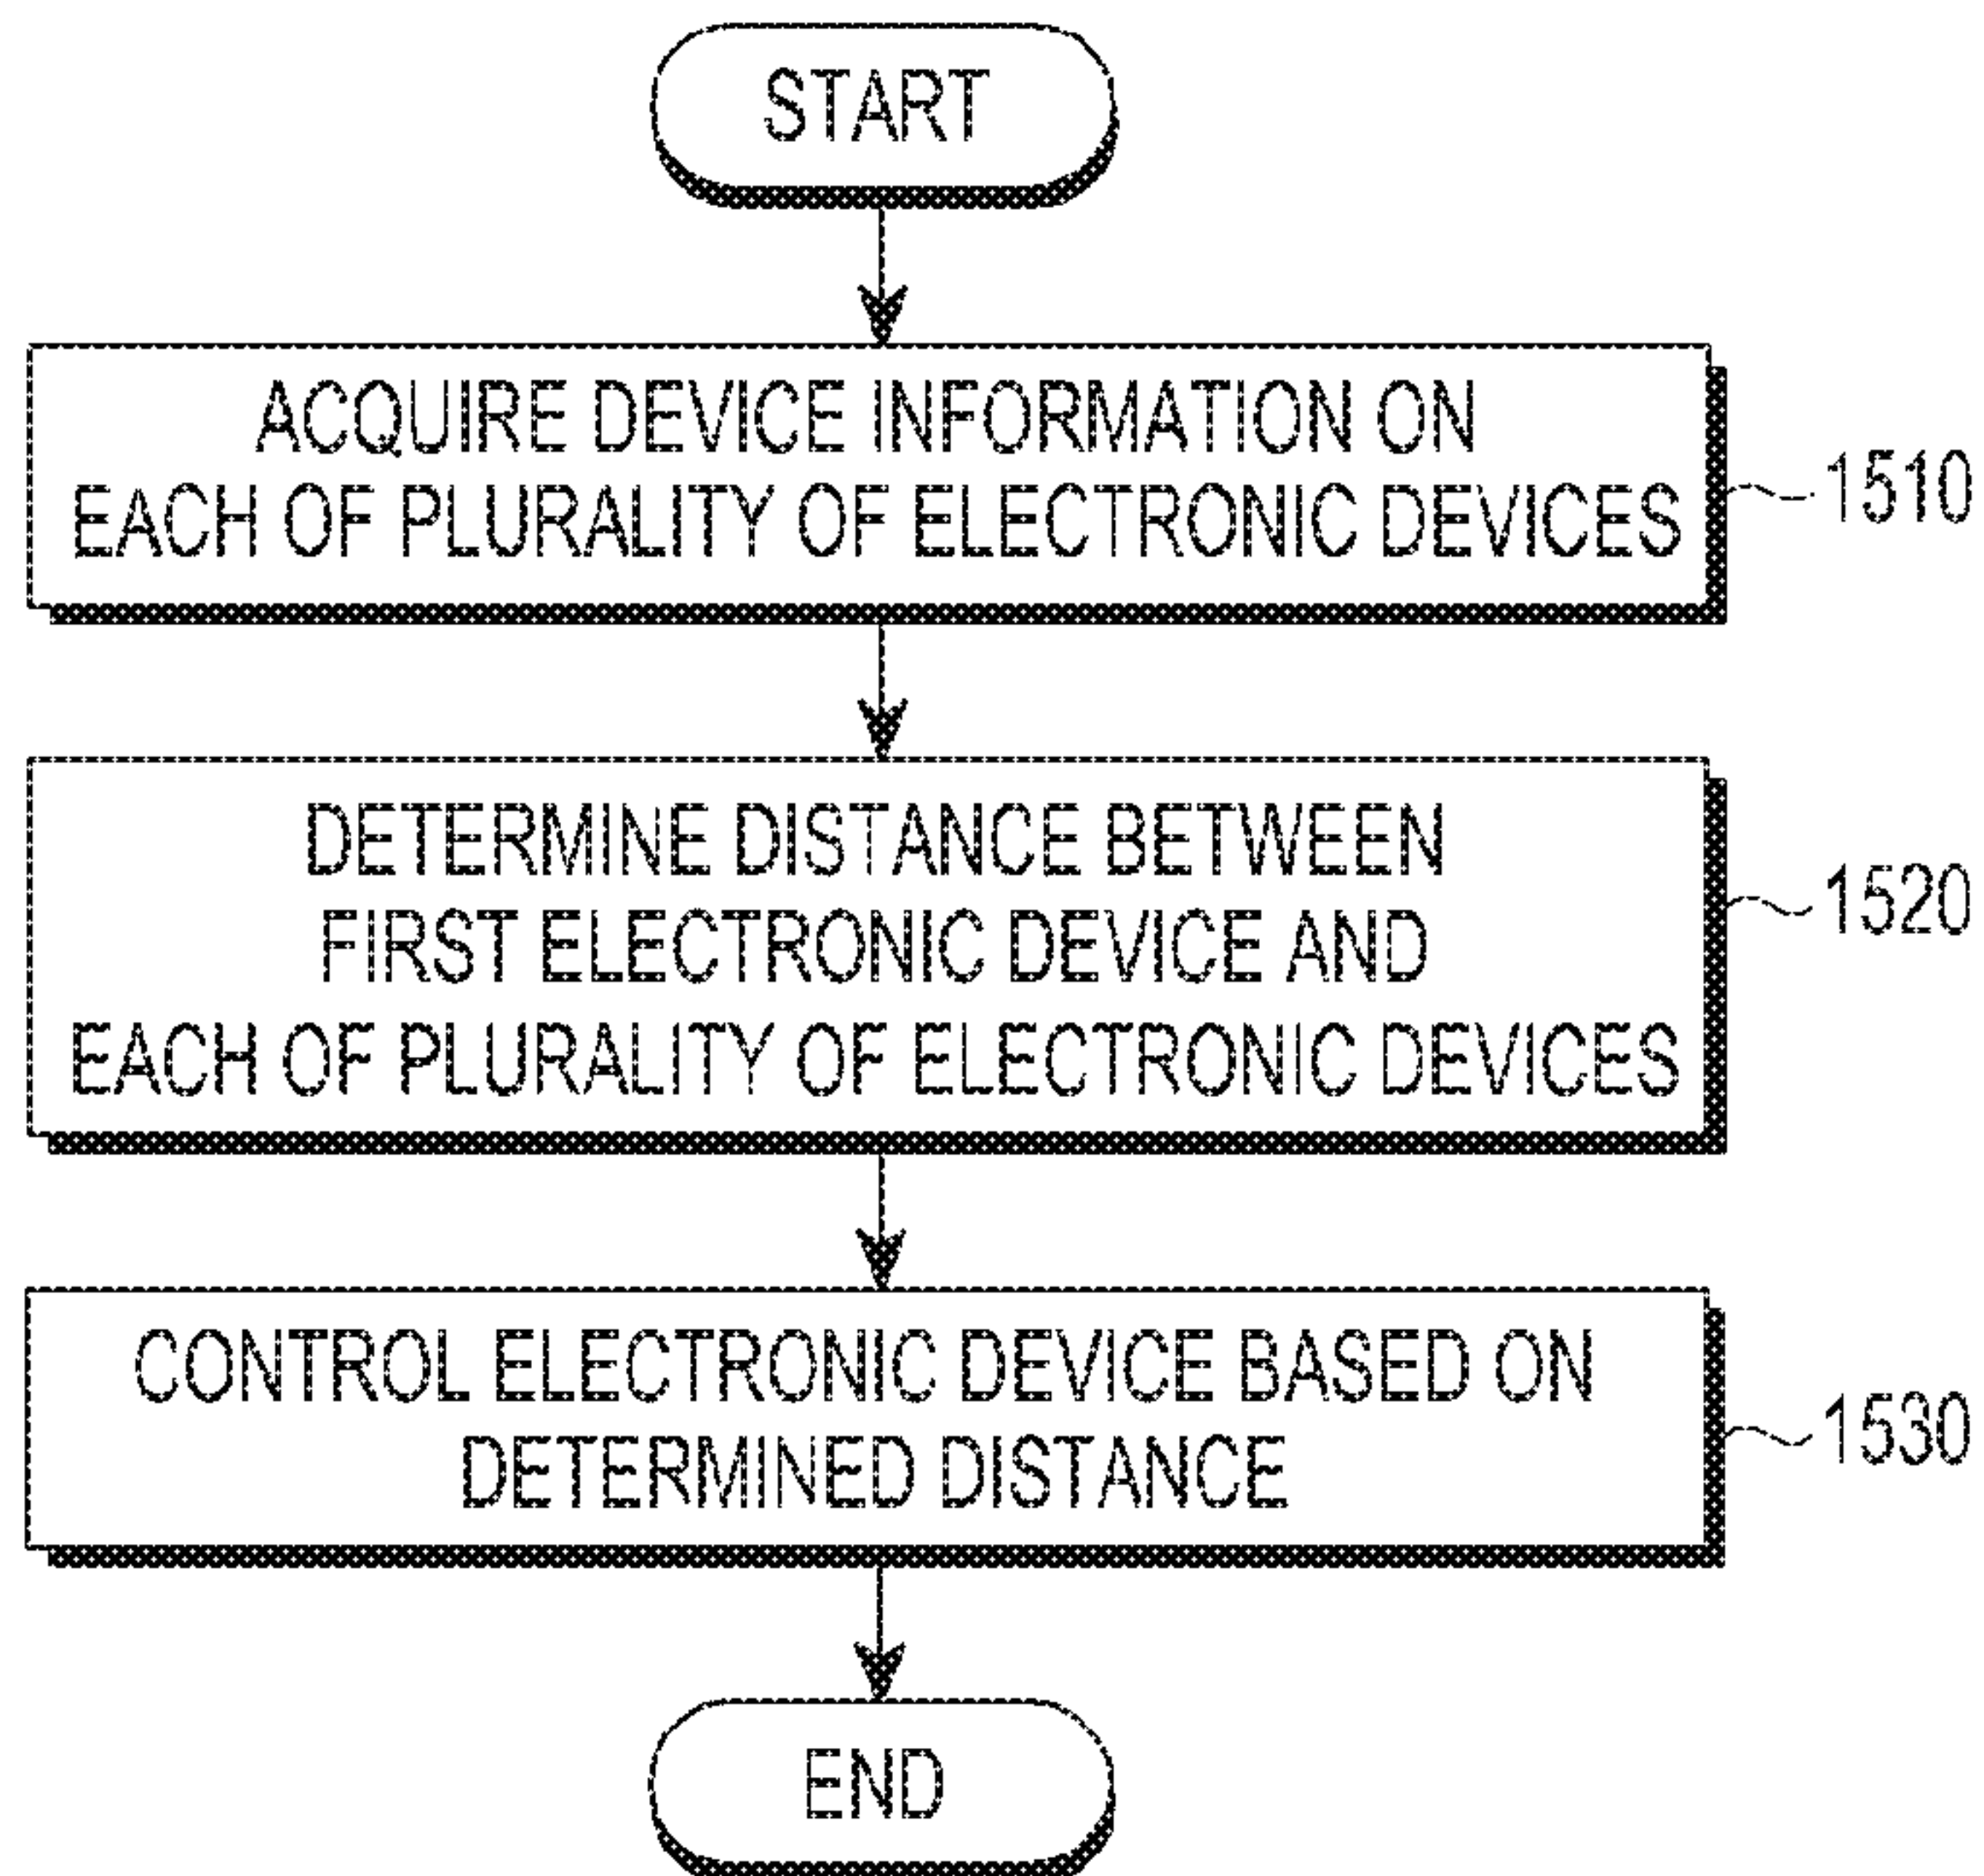 START
ACQUIRE DEVICE INFORMATION ON
EACH OF PLURALITY OF ELECTRONIC DEVICES
1510
DETERMINE DISTANCE BETWEEN
FIRST ELECTRONIC DEVICE AND
EACH OF PLURALITY OF ELECTRONIC DEVICES
1520
CONTROL ELECTRONIC DEVICE BASED ON
DETERMINED DISTANCE
1530
END